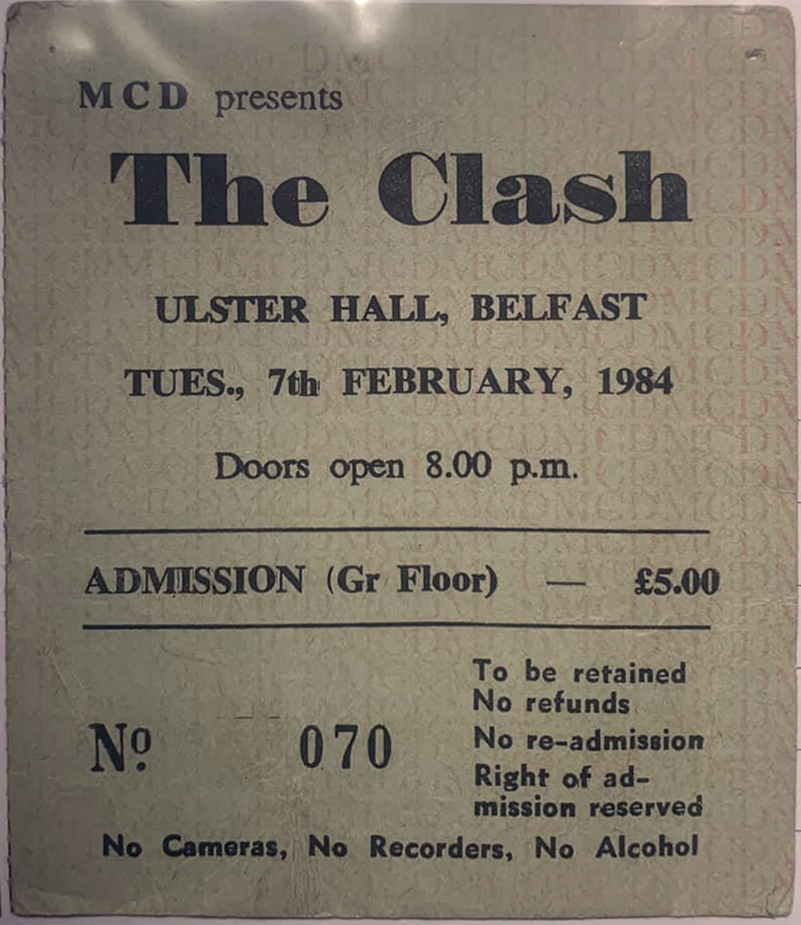 MCD presents
The Clash
ULSTER HALL, BELFAST
TUES., 7th FEBRUARY, 1984
Doors open 8.00 p.m.
ADMISSION (Gr Floor) — £5.00
To be retained
No refunds
No re-admission
Right of ad-
mission reserved
Nº 070
No Cameras, No Recorders, No Alcohol